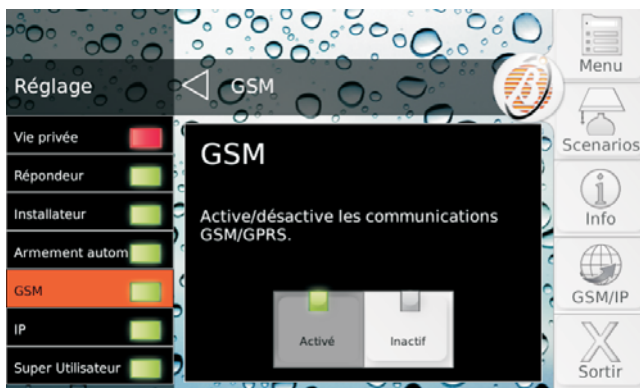 Réglage
GSM
Vie privée
Répondeur
Installateur
Armement autom
GSM
IP
Super Utilisateur
GSM
Active/désactive les communications
GSM/GPRS.
Activé
Inactif
Menu
Scenarios
Info
GSM/IP
Sortir